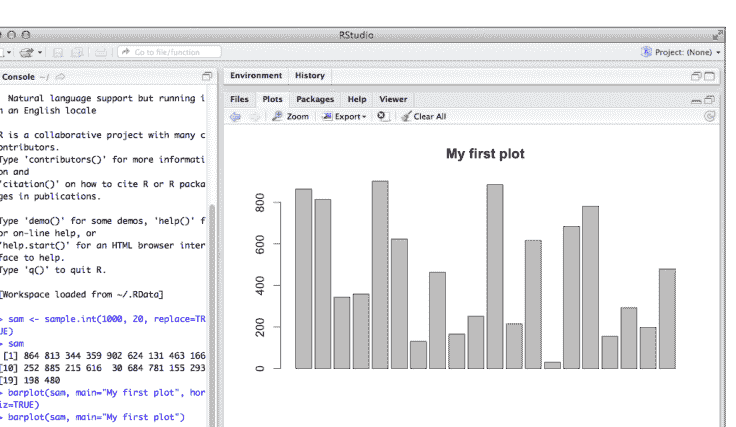 RStudio
Go to file/function
Project: (None)
Console ~/
Natural language support but running i
n an English locale
R is a collaborative project with many c
ontributors.
Type 'contributors()' for more informati
on and
'citation()' on how to cite R or R packa
ges in publications.
Type 'demo()' for some demos, 'help()' f
or on-line help, or
'help.start()' for an HTML browser inter
face to help.
Type 'q()' to quit R.
[Workspace loaded from ~/.RData]
> sam <- sample.int(1000, 20, replace=TR
UE)
> sam
[1] 864 813 344 359 902 624 131 463 166
[10] 252 885 215 616 30 684 781 155 293
[19] 198 480
> barplot(sam, main="My first plot", hor
iz=TRUE)
> barplot(sam, main="My first plot")
Environment History
Files Plots Packages Help Viewer
Zoom Export Clear All
My first plot
800
600
400
200
0